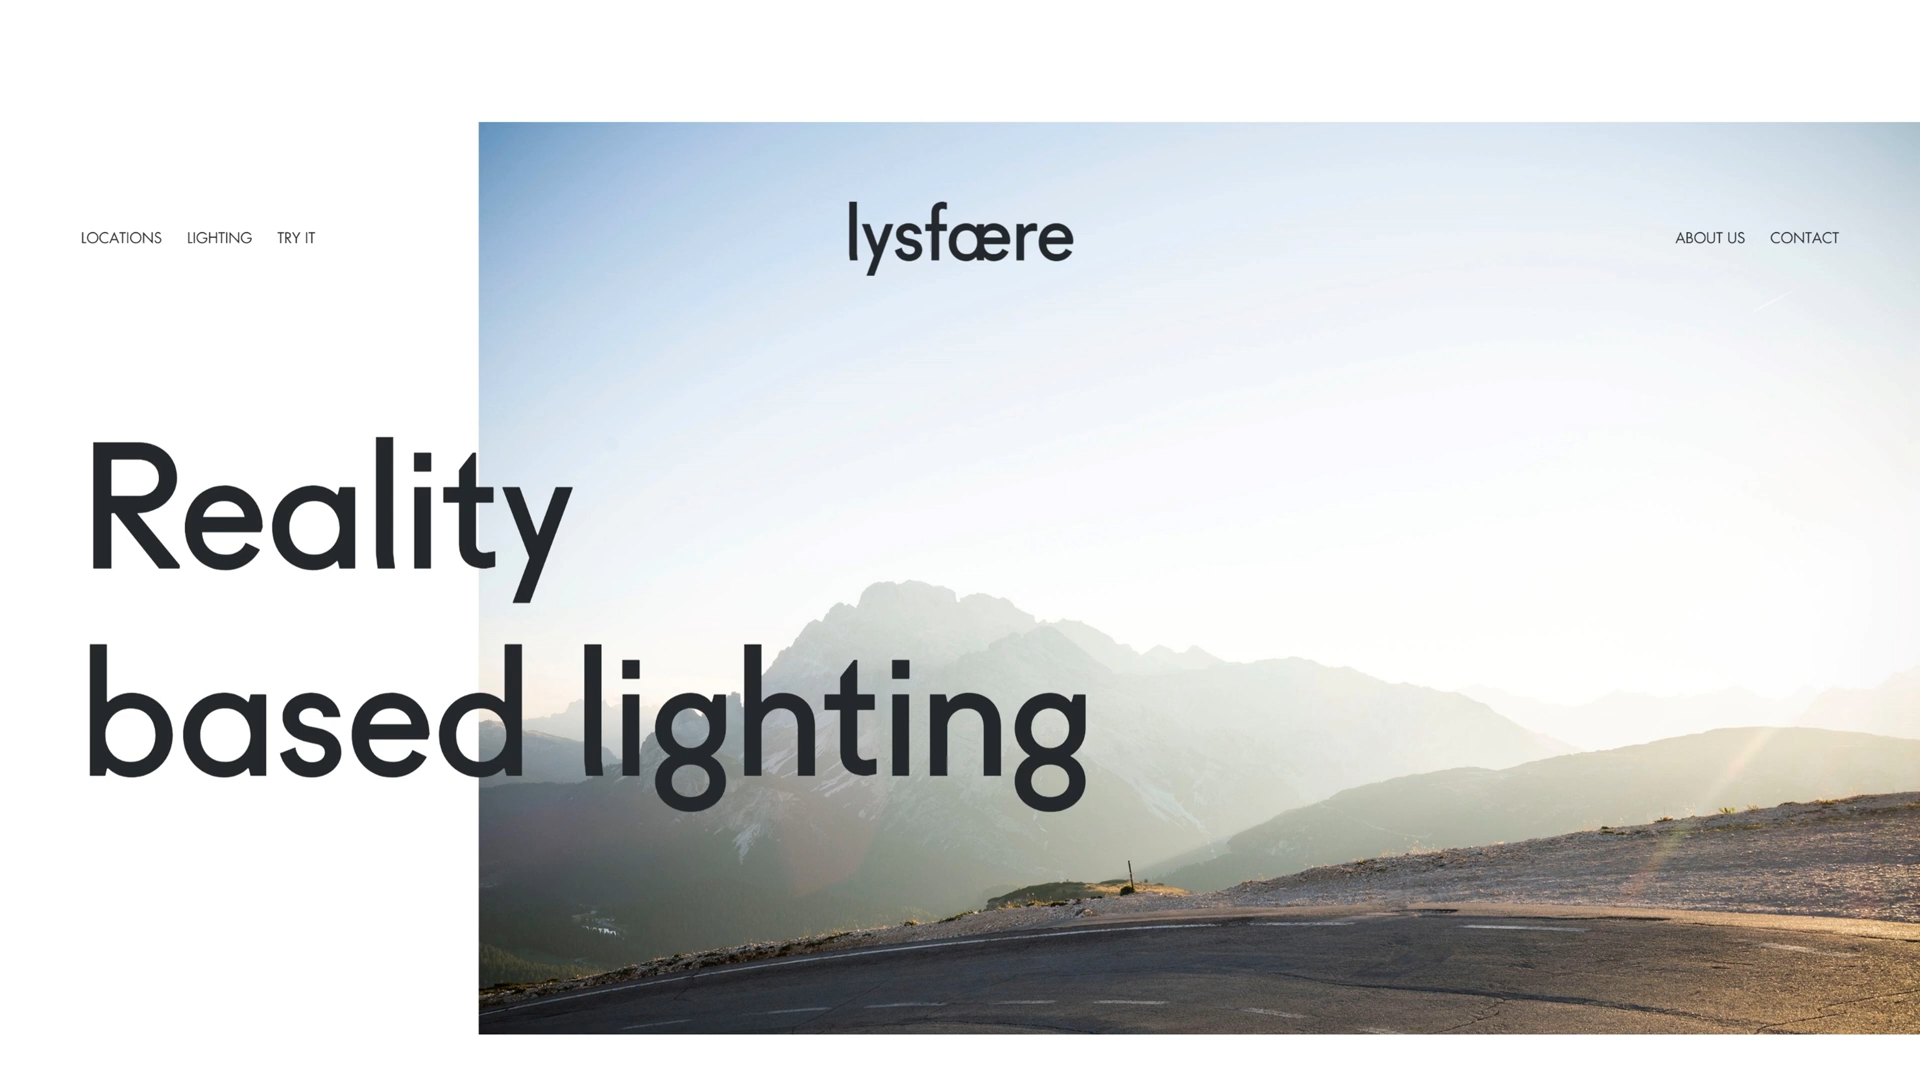 LOCATIONS LIGHTING TRY IT
lysfære
ABOUT US CONTACT
Reality
based lighting